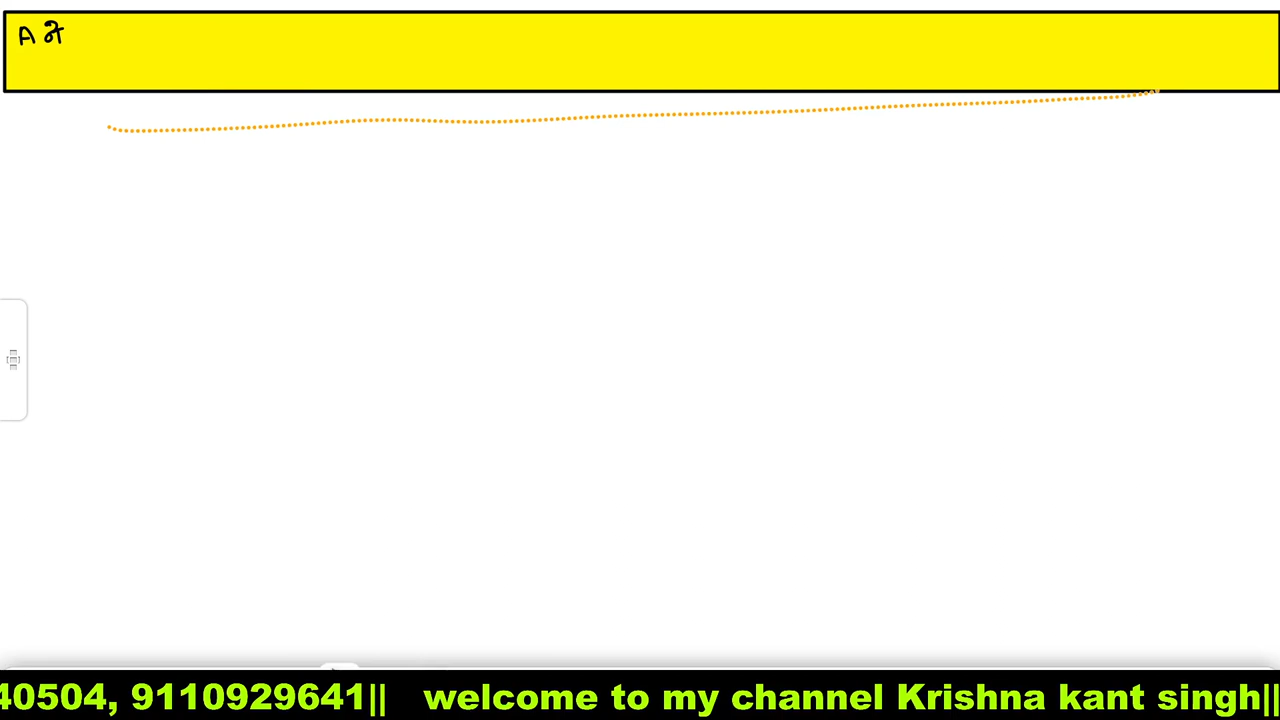 A ने
40504, 9110929641|| welcome to my channel Krishna kant singh||